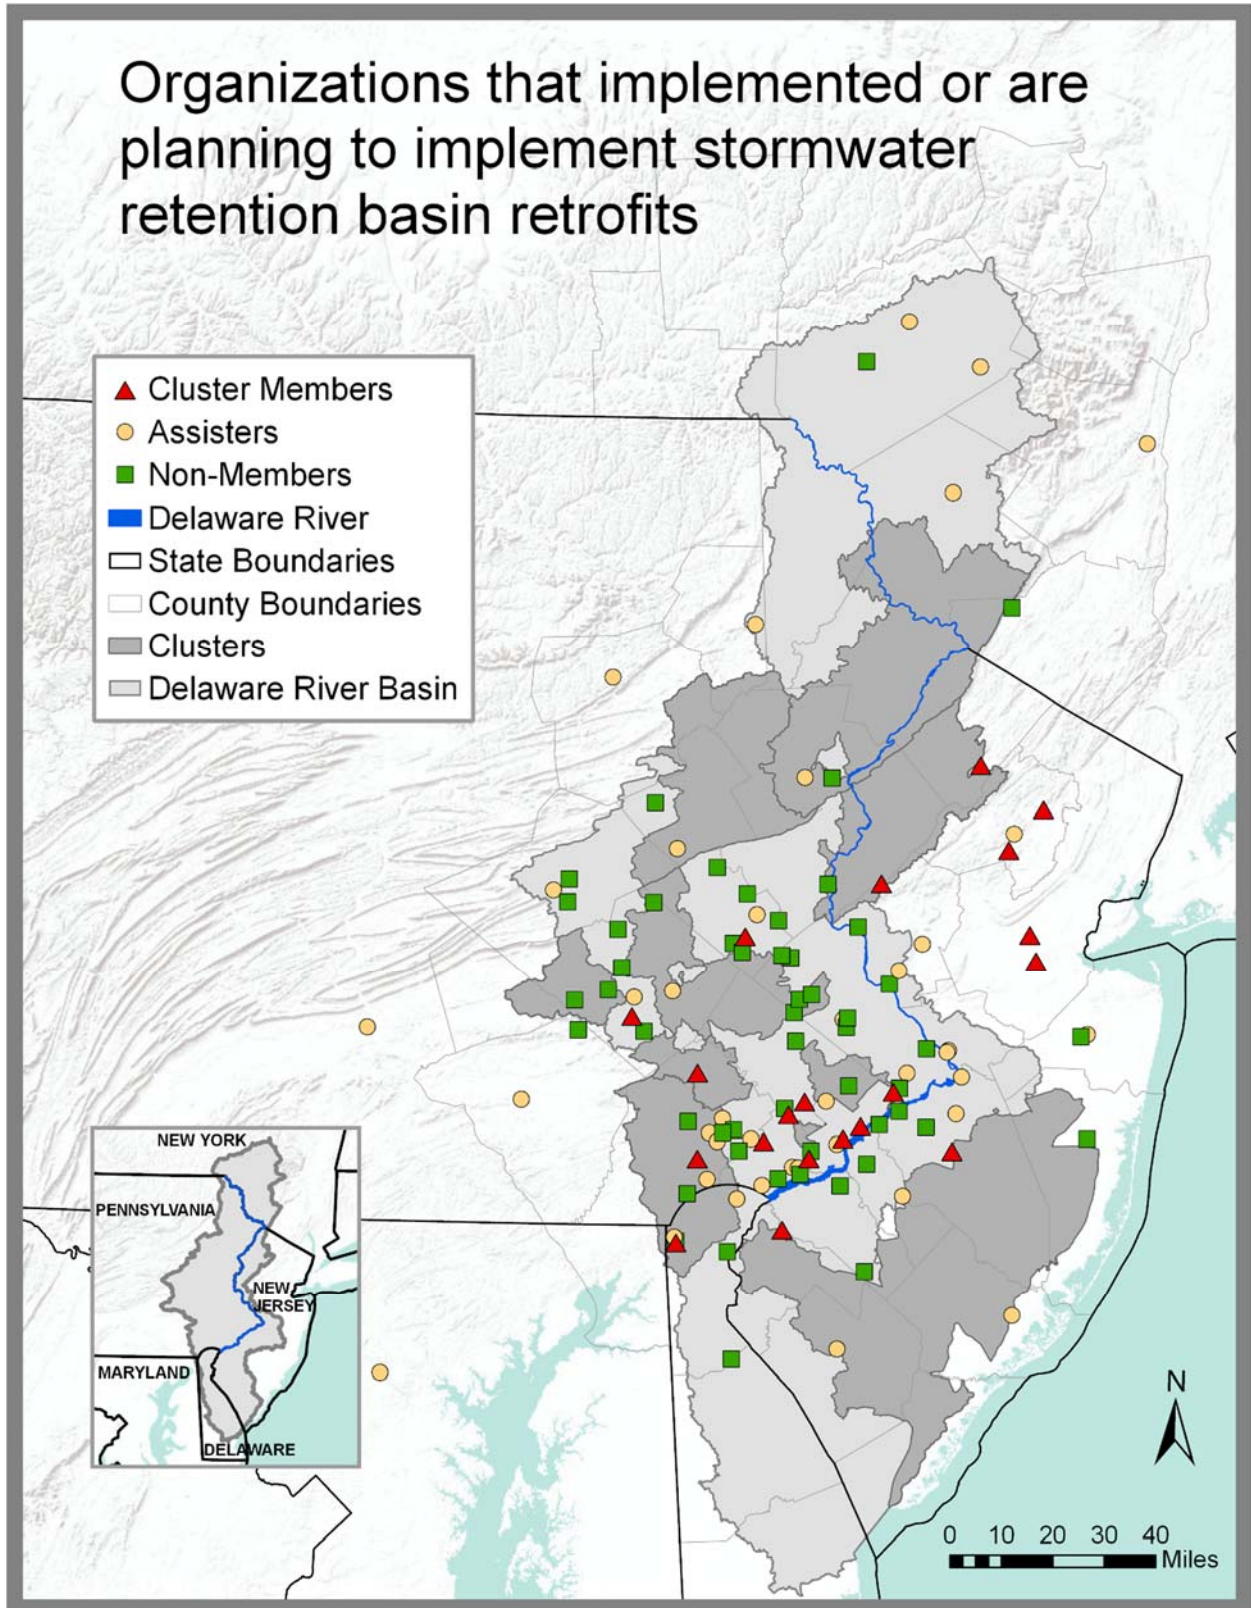 Organizations that implemented or are
planning to implement stormwater
retention basin retrofits
Cluster Members
Assisters
Non-Members
Delaware River
State Boundaries
County Boundaries
Clusters
Delaware River Basin
NEW YORK
PENNSYLVANIA
NEW
JERSEY
MARYLAND
DELAWARE
N
0 10 20 30 40
Miles